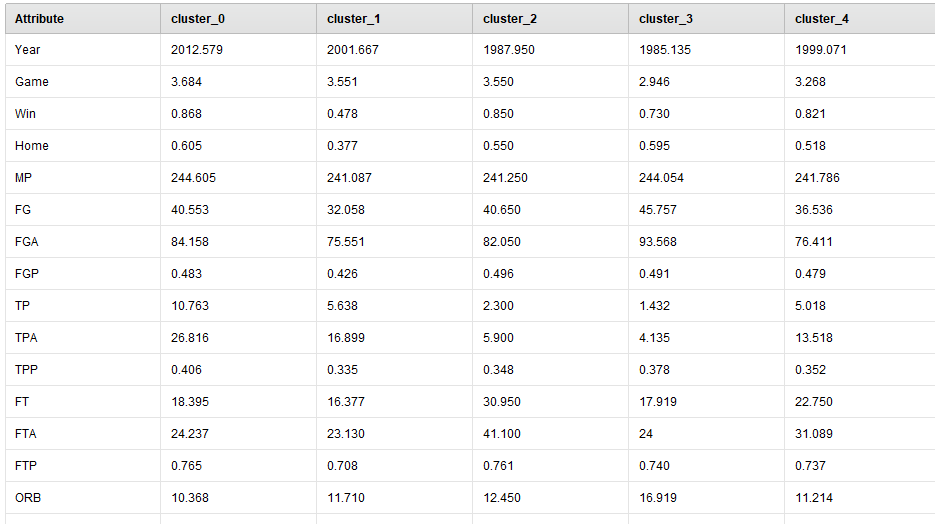 Attribute cluster_0 cluster_1 cluster_2 cluster_3 cluster_4
Year 2012.579 2001.667 1987.950 1985.135 1999.071
Game 3.684 3.551 3.550 2.946 3.268
Win 0.868 0.478 0.850 0.730 0.821
Home 0.605 0.377 0.550 0.595 0.518
MP 244.605 241.087 241.250 244.054 241.786
FG 40.553 32.058 40.650 45.757 36.536
FGA 84.158 75.551 82.050 93.568 76.411
FGP 0.483 0.426 0.496 0.491 0.479
TP 10.763 5.638 2.300 1.432 5.018
TPA 26.816 16.899 5.900 4.135 13.518
TPP 0.406 0.335 0.348 0.378 0.352
FT 18.395 16.377 30.950 17.919 22.750
FTA 24.237 23.130 41.100 24 31.089
FTP 0.765 0.708 0.761 0.740 0.737
ORB 10.368 11.710 12.450 16.919 11.214